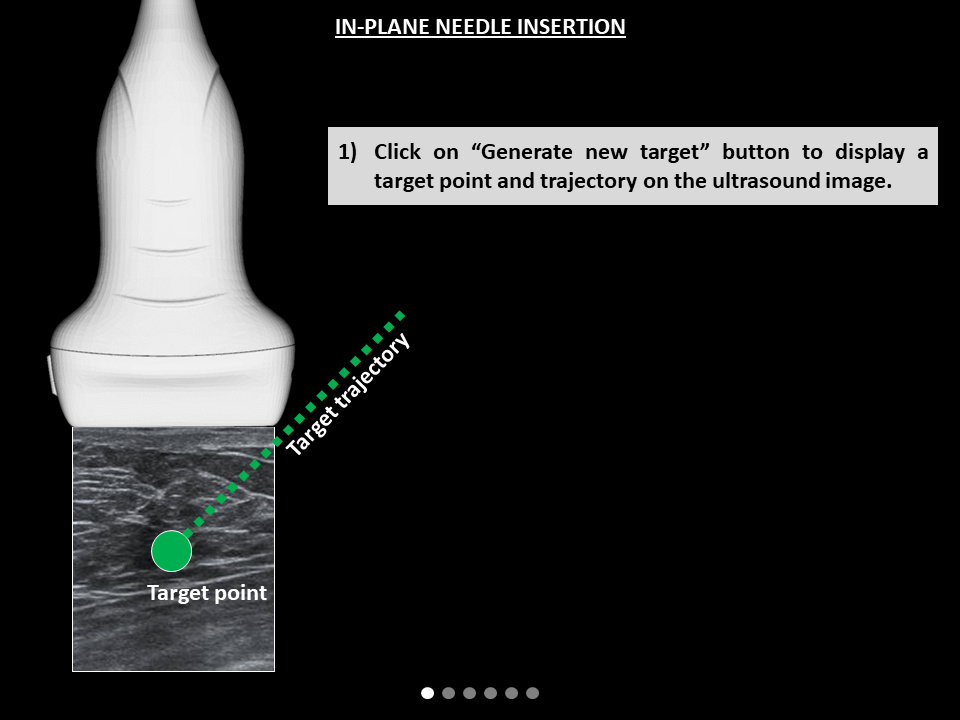 IN-PLANE NEEDLE INSERTION
1) Click on “Generate new target” button to display a
target point and trajectory on the ultrasound image.
Target trajectory
Target point